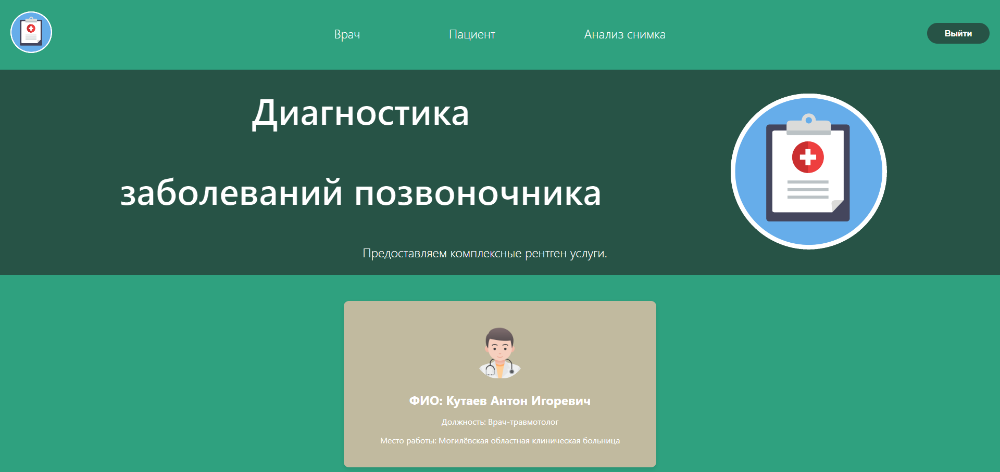 Врач
Пациент
Анализ снимка
Выйти
Диагностика
заболеваний позвоночника
Предоставляем комплексные рентген услуги.
ФИО: Кутаев Антон Игоревич
Должность: Врач-травмотолог
Место работы: Могилёвская областная клиническая больница